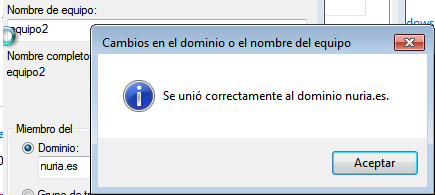 Nombre de equipo:
equipo2
Nombre completo
equipo2
Miembro del
Dominio:
nuria.es
Cambios en el dominio o el nombre del equipo
Se unió correctamente al dominio nuria.es.
Aceptar